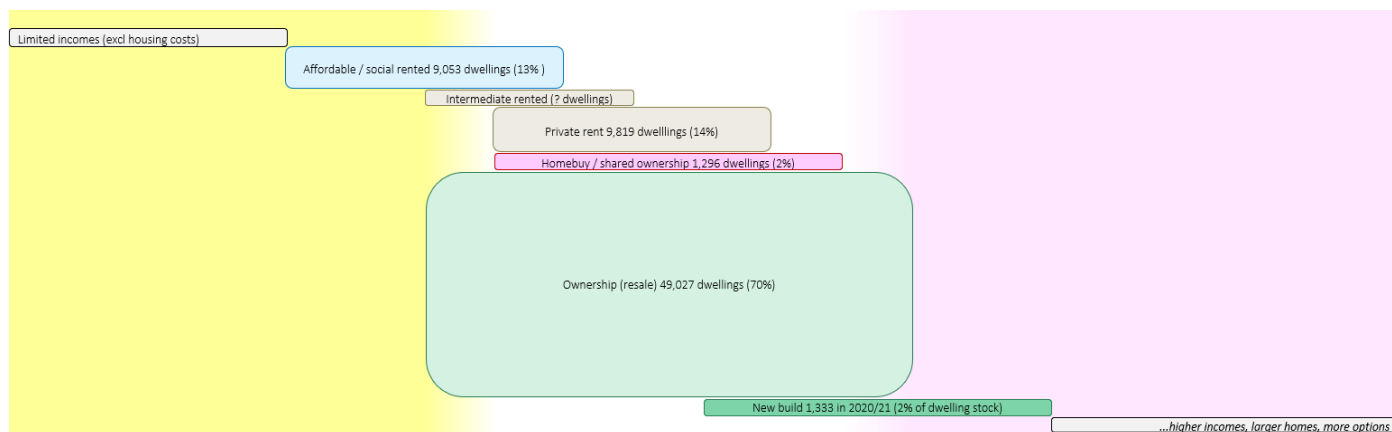 Limited incomes (excl housing costs)
Affordable / social rented 9,053 dwellings (13% )
Intermediate rented (? dwellings)
Private rent 9,819 dwelllings (14%)
Homebuy / shared ownership 1,296 dwellings (2%)
Ownership (resale) 49,027 dwellings (70%)
New build 1,333 in 2020/21 (2% of dwelling stock)
...higher incomes, larger homes, more options